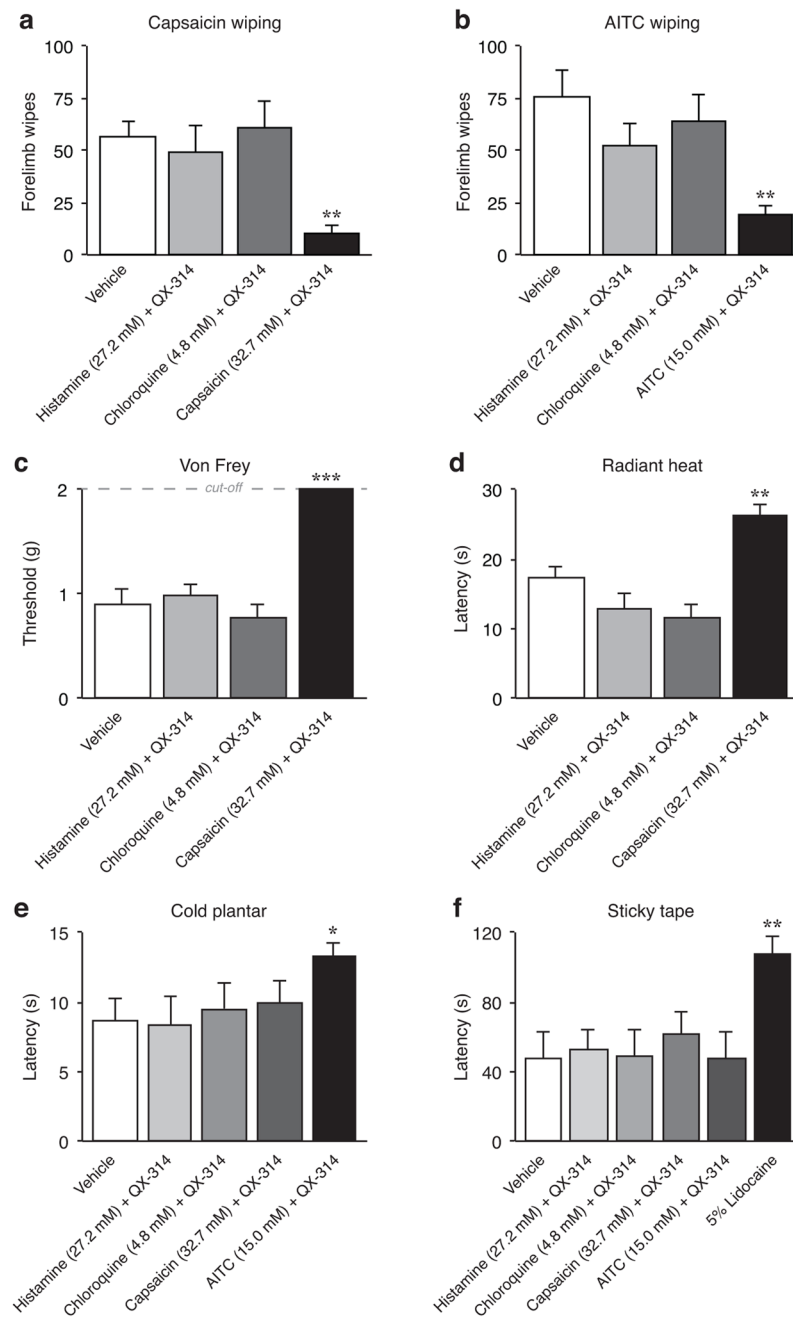 a
Capsaicin wiping
Forelimb wipes
100
75
50
25
0
**
Vehicle
Histamine (27.2 mM) + QX-314
Chloroquine (4.8 mM) + QX-314
Capsaicin (32.7 mM) + QX-314
b
AITC wiping
Forelimb wipes
100
75
50
25
0
**
Vehicle
Histamine (27.2 mM) + QX-314
Chloroquine (4.8 mM) + QX-314
AITC (15.0 mM) + QX-314
c
Von Frey
Threshold (g)
2
1
0
cut-off
***
Vehicle
Histamine (27.2 mM) + QX-314
Chloroquine (4.8 mM) + QX-314
Capsaicin (32.7 mM) + QX-314
d
Radiant heat
Latency (s)
30
20
10
0
**
Vehicle
Histamine (27.2 mM) + QX-314
Chloroquine (4.8 mM) + QX-314
Capsaicin (32.7 mM) + QX-314
e
Cold plantar
Latency (s)
15
10
5
0
*
Vehicle
Histamine (27.2 mM) + QX-314
Chloroquine (4.8 mM) + QX-314
Capsaicin (32.7 mM) + QX-314
AITC (15.0 mM) + QX-314
f
Sticky tape
Latency (s)
120
80
40
0
**
Vehicle
Histamine (27.2 mM) + QX-314
Chloroquine (4.8 mM) + QX-314
Capsaicin (32.7 mM) + QX-314
AITC (15.0 mM) + QX-314
5% Lidocaine